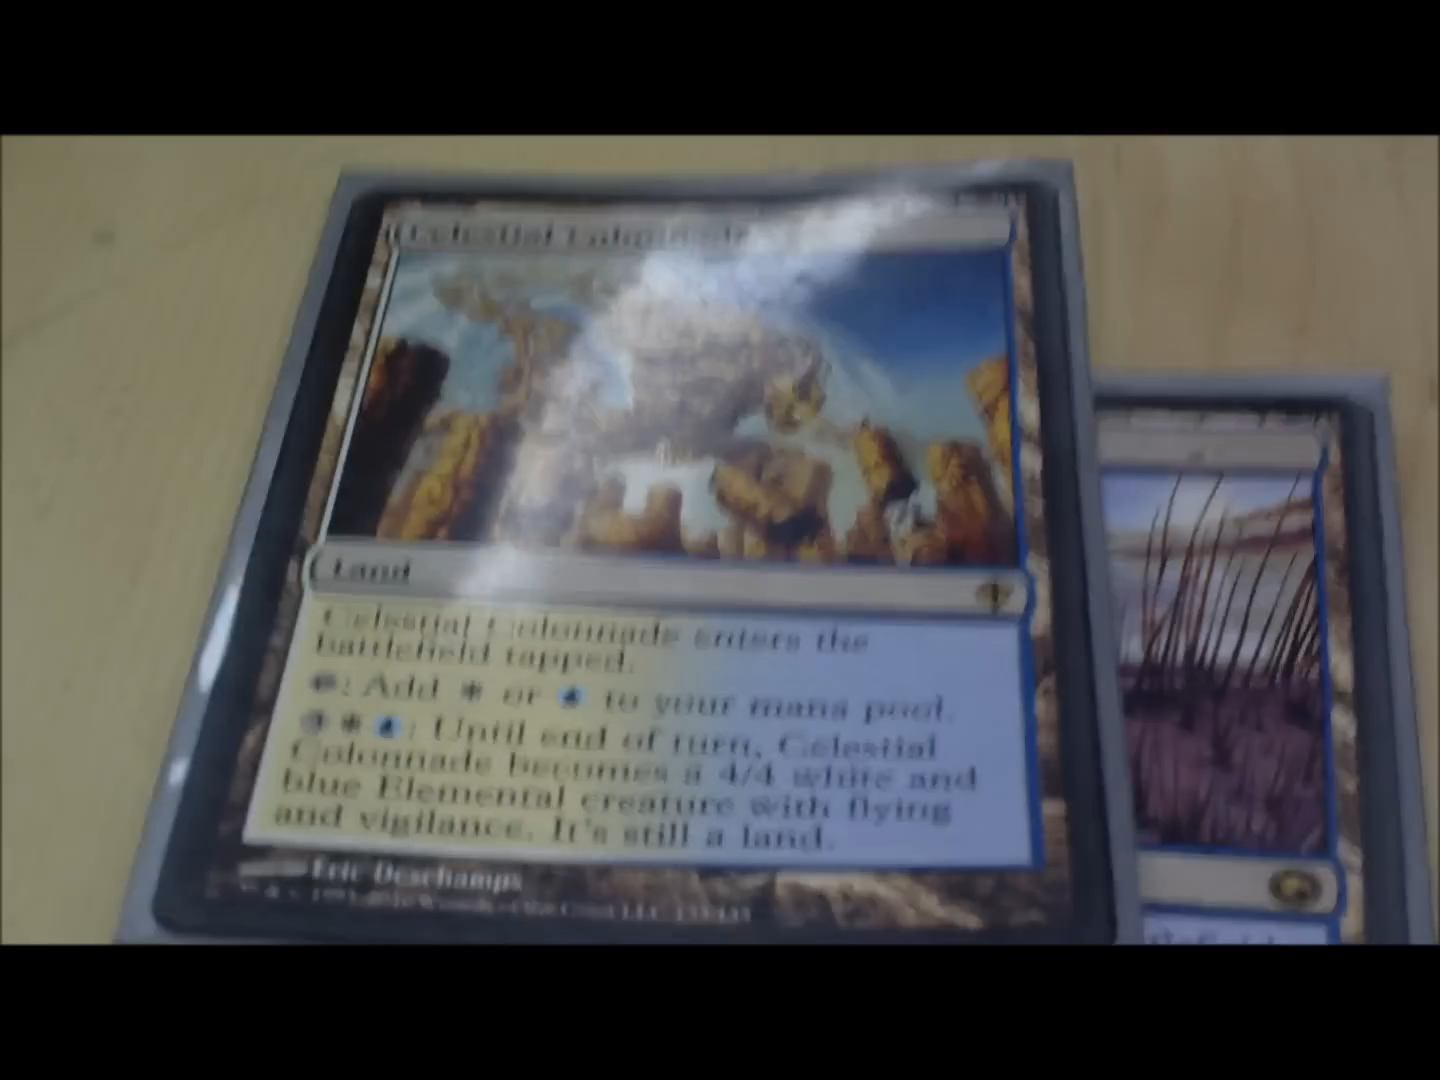 Celestial Colonnade
Land
Celestial Colonnade enters the
battlefield tapped.
: Add or to your mana pool.
: Until end of turn, Celestial
Colonnade becomes a 4/4 white and
blue Elemental creature with flying
and vigilance. It's still a land.
Eric Deschamps